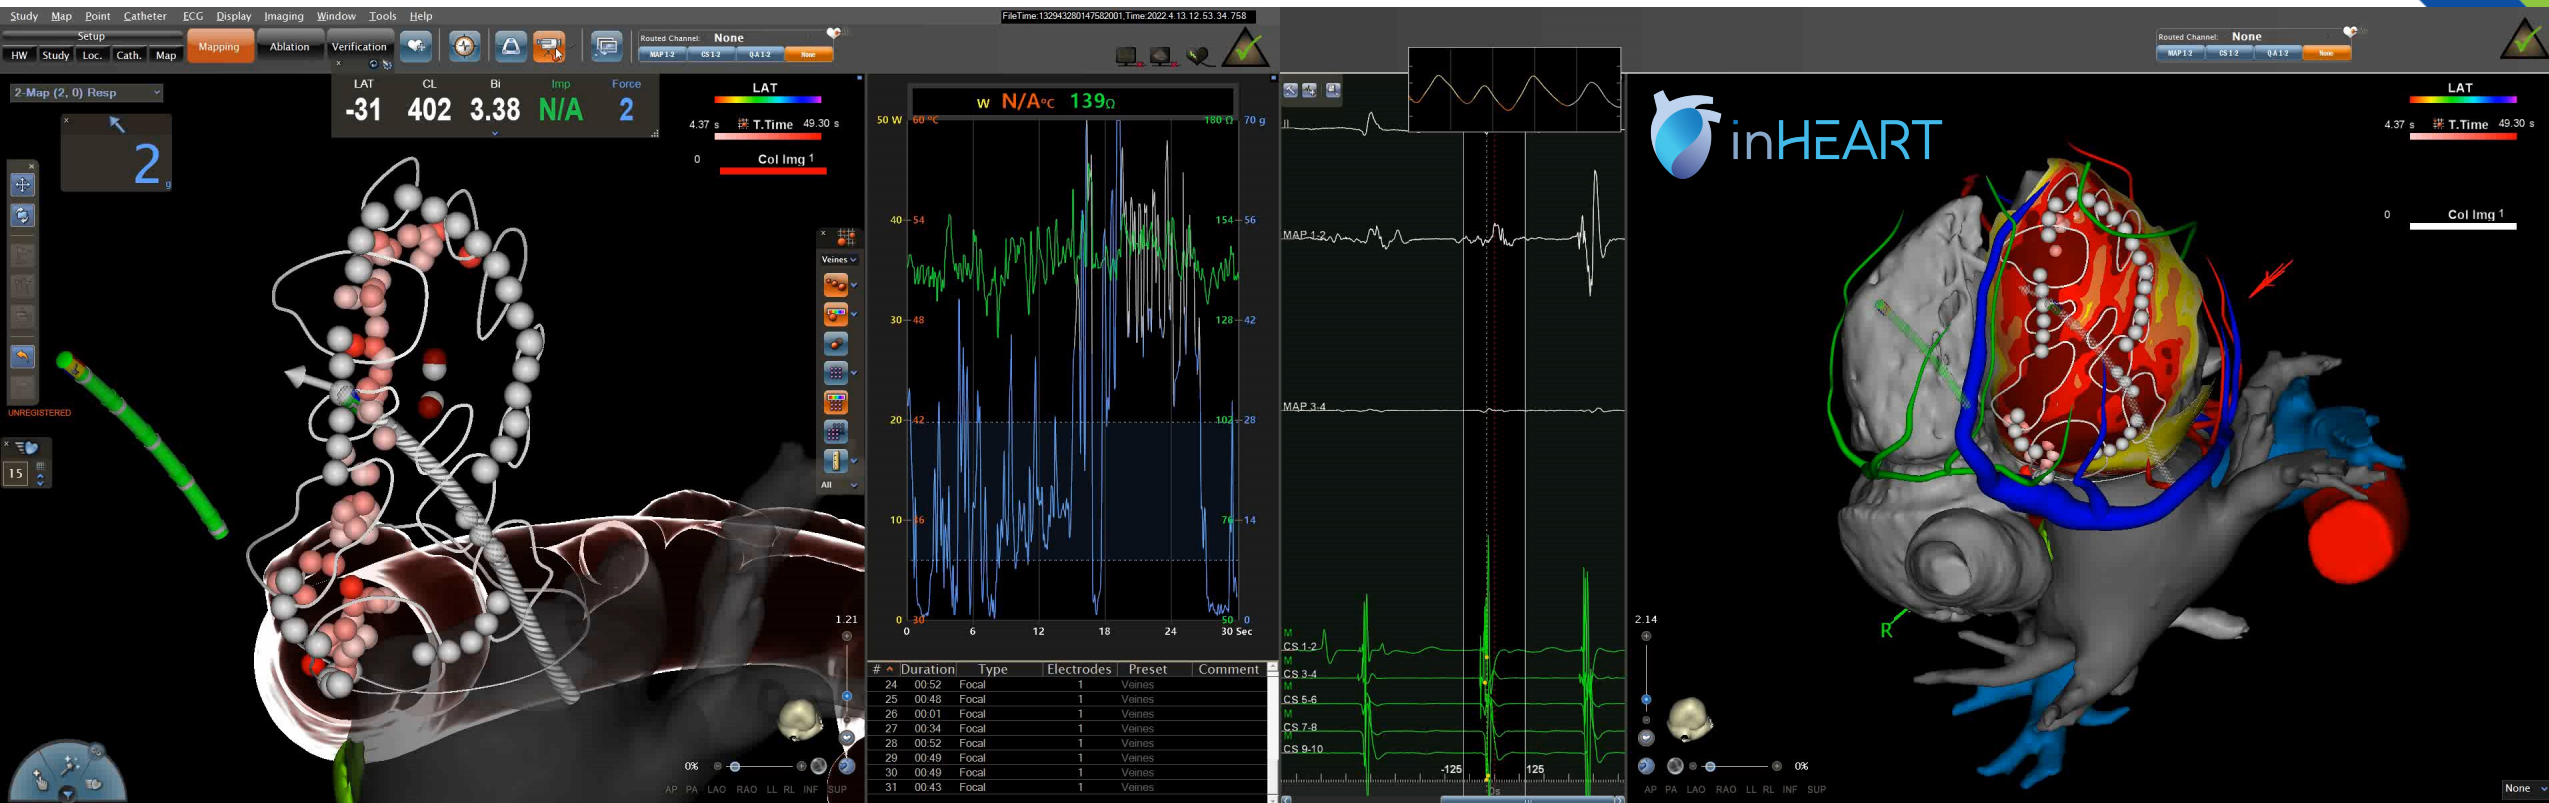 Study Map Point Catheter ECG Display Imaging Window Tools Help
FileTime:132943280147582001,Time:2022.4.13.12.53.34.758
Setup
HW Study Loc. Cath. Map
Mapping Ablation Verification
Routed Channel: None
MAP 1-2 CS 1-2 Q-A 1-2 None
Routed Channel: None
MAP 1-2 CS 1-2 Q-A 1-2 None
2-Map (2, 0) Resp
LAT CL Bi Imp Force
-31 402 3.38 N/A 2
2
g
LAT
4.37 s T.Time 49.30 s
0 Col Img 1
UNREGISTERED
15
Veines
All
1.21
0%
AP PA LAO RAO LL RL INF SUP
W N/A°C 139Ω
50 W 60 °C 180 Ω 70 g
40 54 154 56
30 48 128 42
20 42 102 28
10 36 76 14
0 30 50 0
0 6 12 18 24 30 Sec
# Duration Type Electrodes Preset Comment
24 00:52 Focal 1 Veines
25 00:48 Focal 1 Veines
26 00:01 Focal 1 Veines
27 00:34 Focal 1 Veines
28 00:52 Focal 1 Veines
29 00:49 Focal 1 Veines
30 00:49 Focal 1 Veines
31 00:43 Focal 1 Veines
II
MAP 1-2
MAP 3-4
M
CS 1-2
M
CS 3-4
M
CS 5-6
M
CS 7-8
M
CS 9-10
-125 125
0s
inHEART
LAT
4.37 s T.Time 49.30 s
0 Col Img 1
R
2.14
0%
AP PA LAO RAO LL RL INF SUP
None